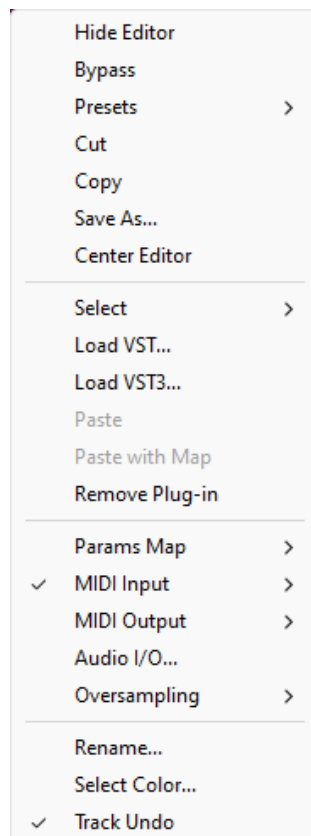 Hide Editor
Bypass
Presets
Cut
Copy
Save As...
Center Editor
Select
Load VST...
Load VST3...
Paste
Paste with Map
Remove Plug-in
Params Map
MIDI Input
MIDI Output
Audio I/O...
Oversampling
Rename...
Select Color...
Track Undo